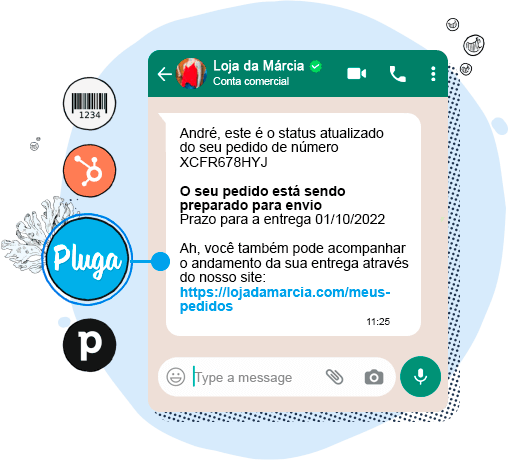 Loja da Márcia
Conta comercial
1234
André, este é o status atualizado
do seu pedido de número
XCFR678HYJ
O seu pedido está sendo
preparado para envio
Prazo para a entrega 01/10/2022
Ah, você também pode acompanhar
o andamento da sua entrega através
do nosso site:
https://lojadamarcia.com/meus-
pedidos
11:25
Pluga
p
Type a message